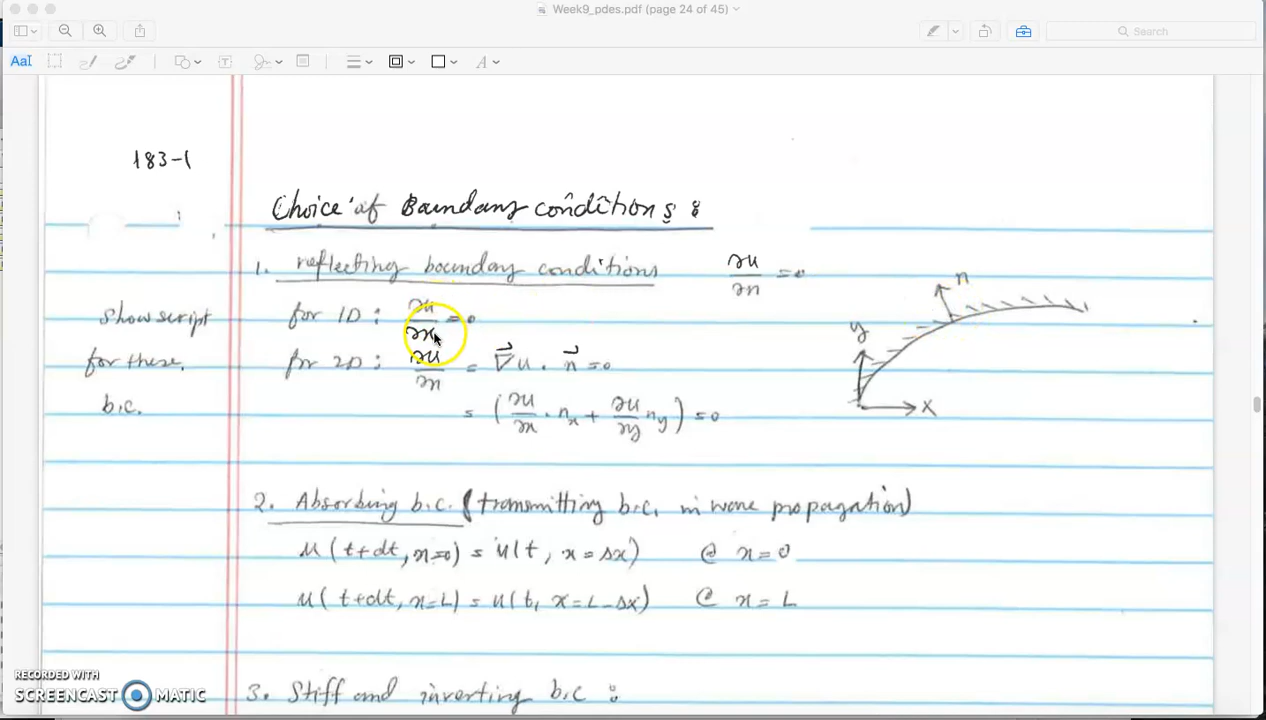 Week9_pdes.pdf (page 24 of 45)
Search
AaI
T
A
183-1
Choice of Boundary conditions :
1. reflecting boundary conditions ∂u/∂n = 0
n
Show script for 1D : ∂u/∂x = 0
y
for these. for 2D : ∂u/∂n = ∇u . n = 0
b.c. = (∂u/∂x . nx + ∂u/∂y ny) = 0
X
2. Absorbing b.c. (transmitting b.c. in wave propagation)
u(t+dt, x=0) = u(t, x=Δx) @ x=0
u(t+dt, x=L) = u(t, x=L-Δx) @ x=L
3. Stiff and inverting b.c :
RECORDED WITH
SCREENCAST MATIC